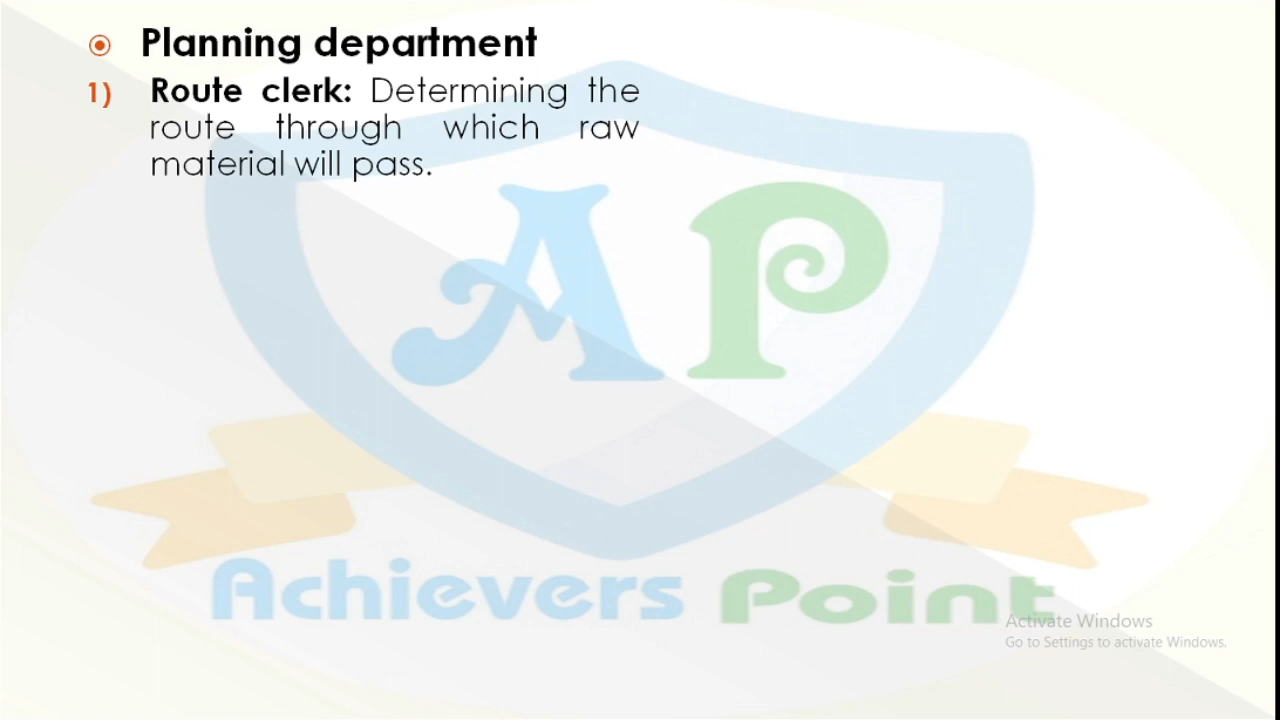 Planning department
1) Route clerk: Determining the
route through which raw
material will pass.
AP
Achievers Point
Activate Windows
Go to Settings to activate Windows.